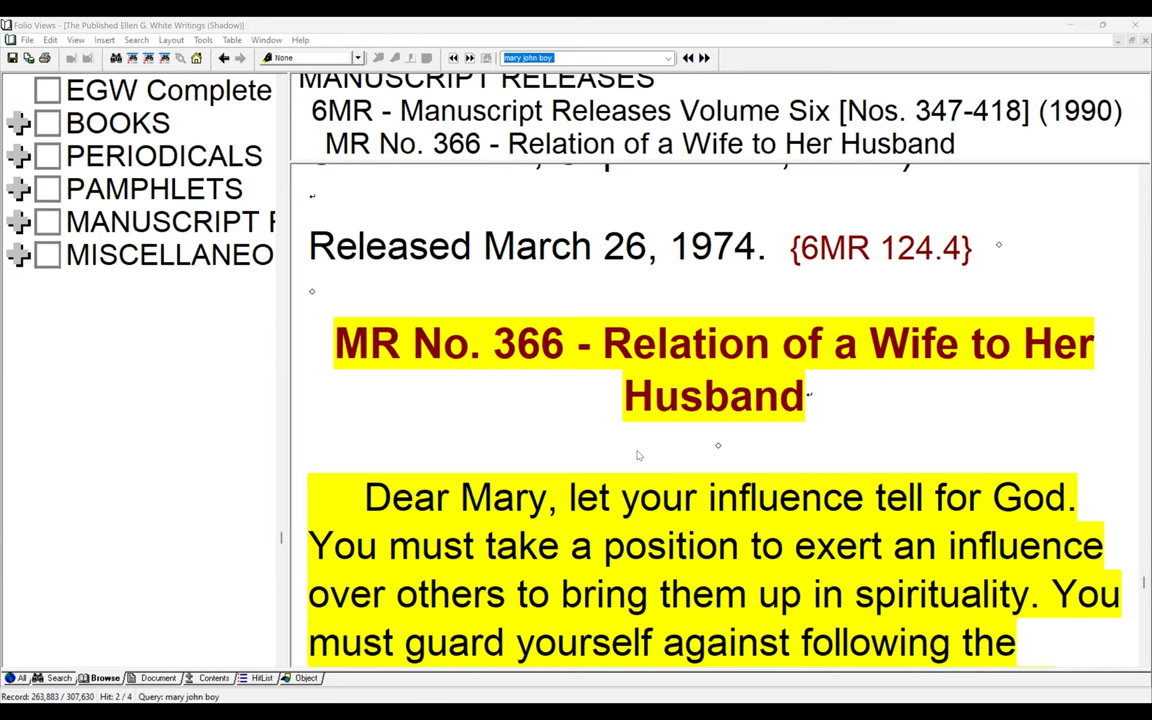 Folio Views - [The Published Ellen G. White Writings (Shadow)]
File Edit View Insert Search Layout Tools Table Window Help
None mary john boy
EGW Complete
BOOKS
PERIODICALS
PAMPHLETS
MANUSCRIPT
MISCELLANEO
MANUSCRIPT RELEASES
6MR - Manuscript Releases Volume Six [Nos. 347-418] (1990)
MR No. 366 - Relation of a Wife to Her Husband
Released March 26, 1974. {6MR 124.4}
MR No. 366 - Relation of a Wife to Her
Husband
Dear Mary, let your influence tell for God.
You must take a position to exert an influence
over others to bring them up in spirituality. You
must guard yourself against following the
All Search Browse Document Contents HitList Object
Record: 263,883 / 307,630 Hit: 2 / 4 Query: mary john boy